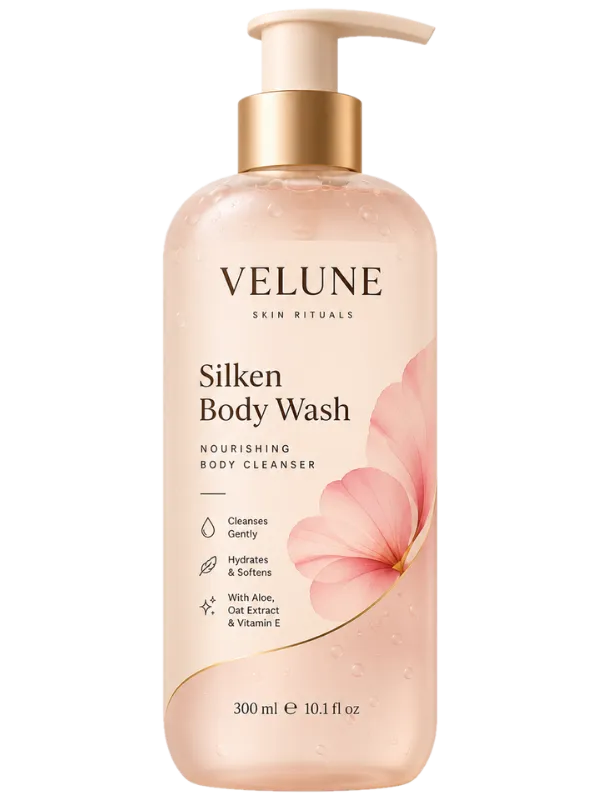 VELUNE
SKIN RITUALS
Silken
Body Wash
NOURISHING
BODY CLEANSER
Cleanses
Gently
Hydrates
& Softens
With Aloe,
Oat Extract
& Vitamin E
300 ml ℮ 10.1 fl oz